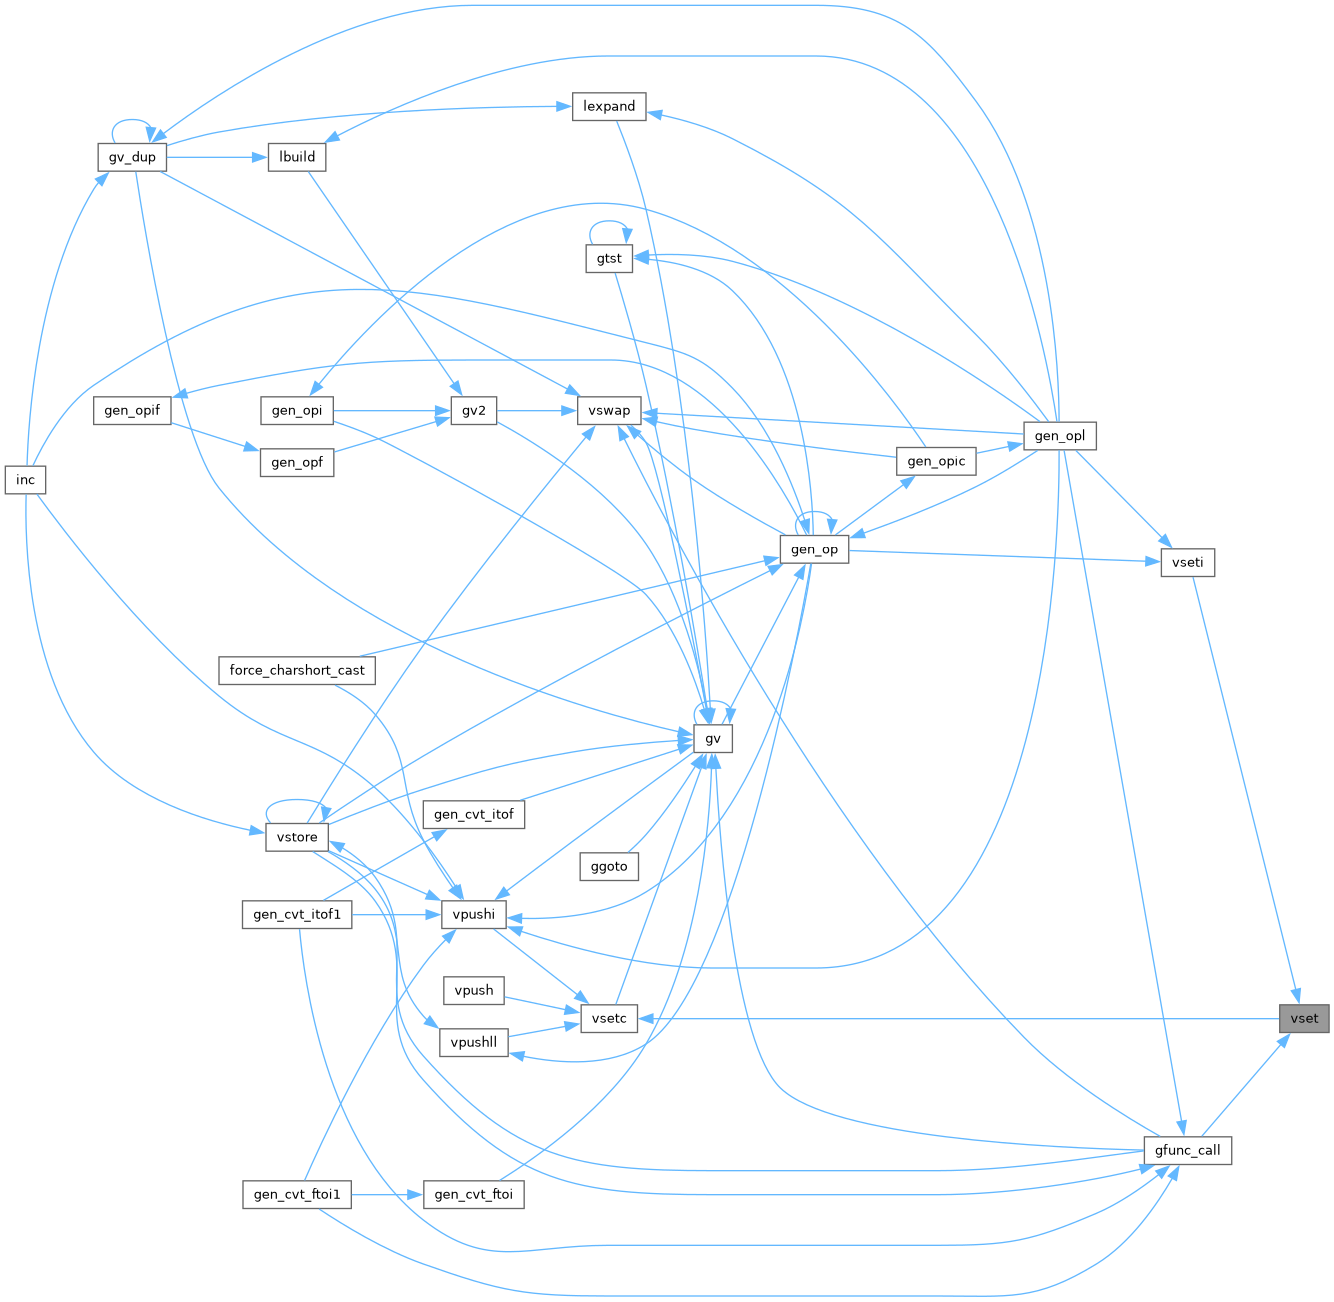 lexpand
gv_dup
lbuild
gtst
gen_opif
gen_opi
gv2
vswap
gen_opl
gen_opf
gen_opic
inc
gen_op
vseti
force_charshort_cast
gv
gen_cvt_itof
vstore
ggoto
gen_cvt_itof1
vpushi
vpush
vsetc
vset
vpushll
gfunc_call
gen_cvt_ftoi1
gen_cvt_ftoi